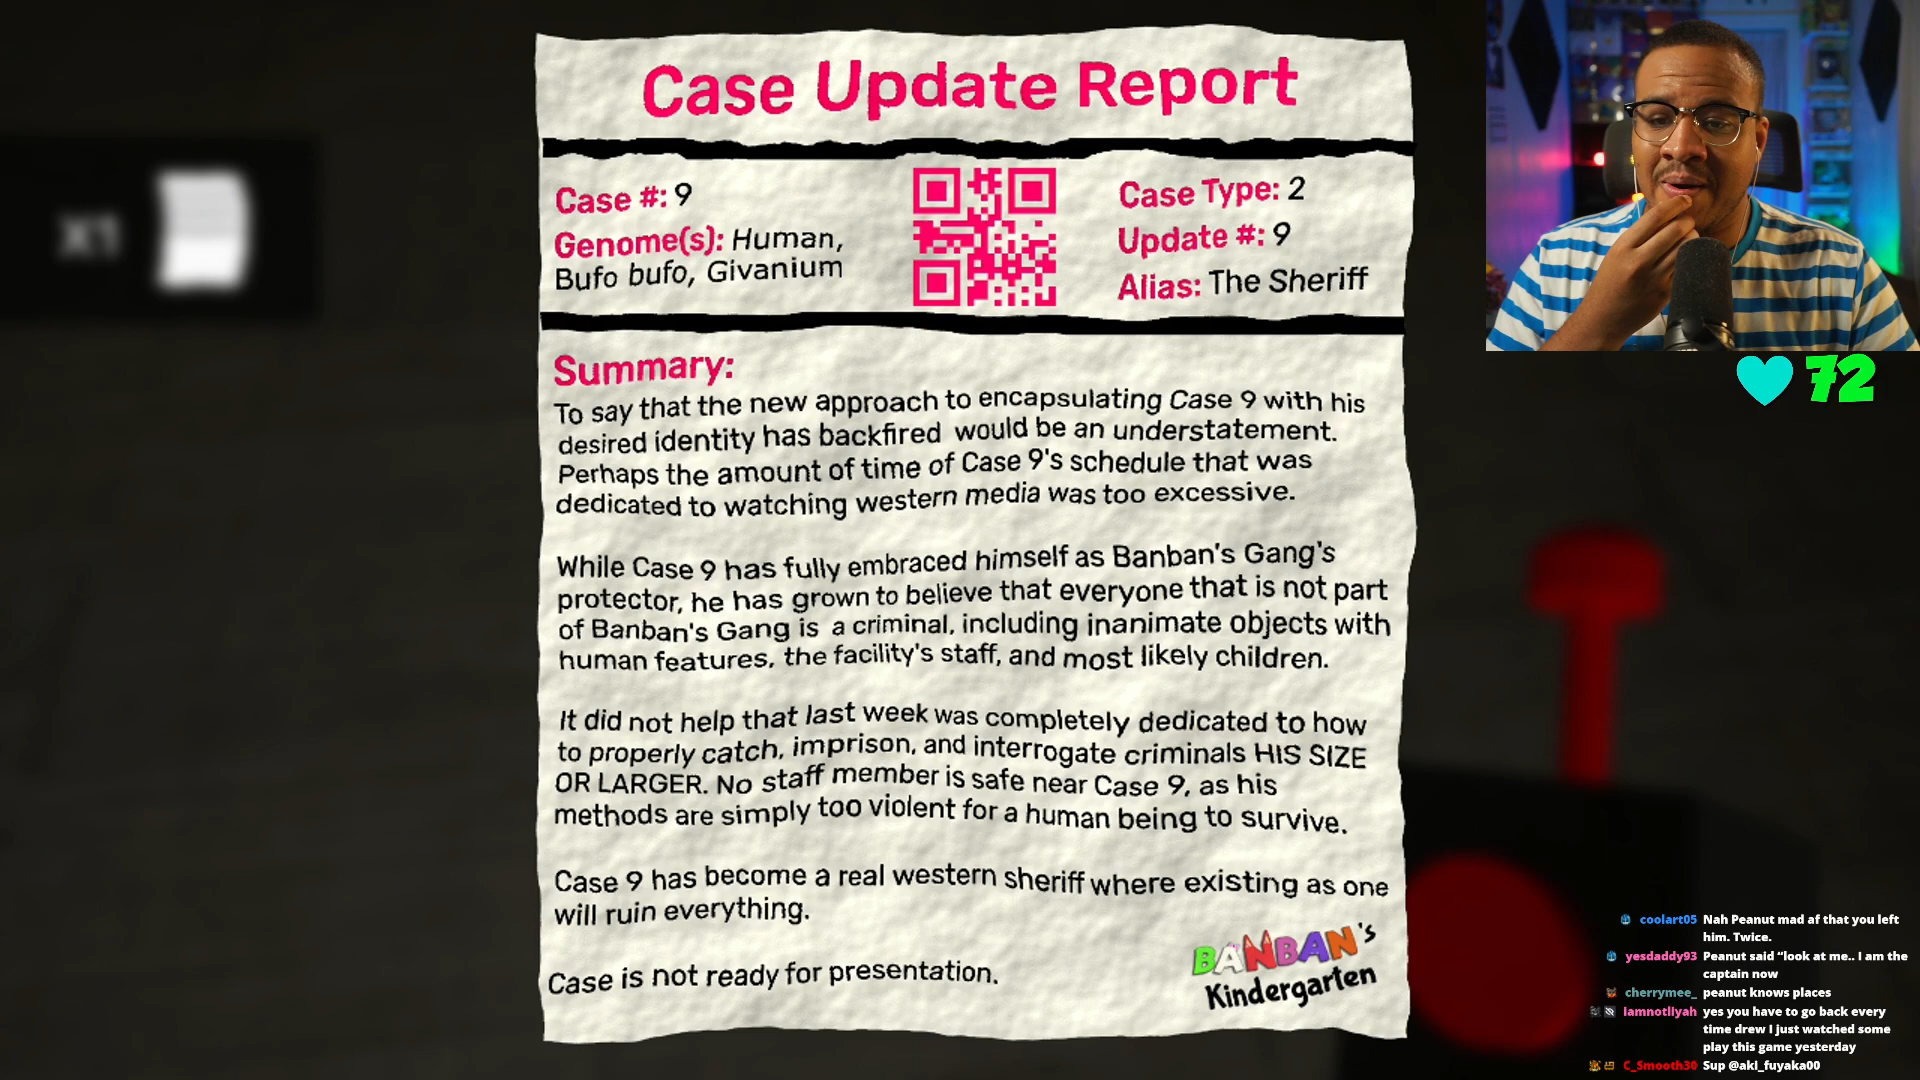 Case Update Report
Case #: 9
Genome(s): Human,
Bufo bufo, Givanium
Case Type: 2
Update #: 9
Alias: The Sheriff
Summary:
To say that the new approach to encapsulating Case 9 with his
desired identity has backfired would be an understatement.
Perhaps the amount of time of Case 9's schedule that was
dedicated to watching western media was too excessive.
While Case 9 has fully embraced himself as Banban's Gang's
protector, he has grown to believe that everyone that is not part
of Banban's Gang is a criminal, including inanimate objects with
human features, the facility's staff, and most likely children.
It did not help that last week was completely dedicated to how
to properly catch, imprison, and interrogate criminals HIS SIZE
OR LARGER. No staff member is safe near Case 9, as his
methods are simply too violent for a human being to survive.
Case 9 has become a real western sheriff where existing as one
will ruin everything.
Case is not ready for presentation.
BANBAN's
Kindergarten
X1
72
coolart05 Nah Peanut mad af that you left
him. Twice.
yesdaddy93 Peanut said “look at me.. I am the
captain now
cherrymee_ peanut knows places
iamnotliyah yes you have to go back every
time drew I just watched some
play this game yesterday
C_Smooth30 Sup @aki_fuyaka00